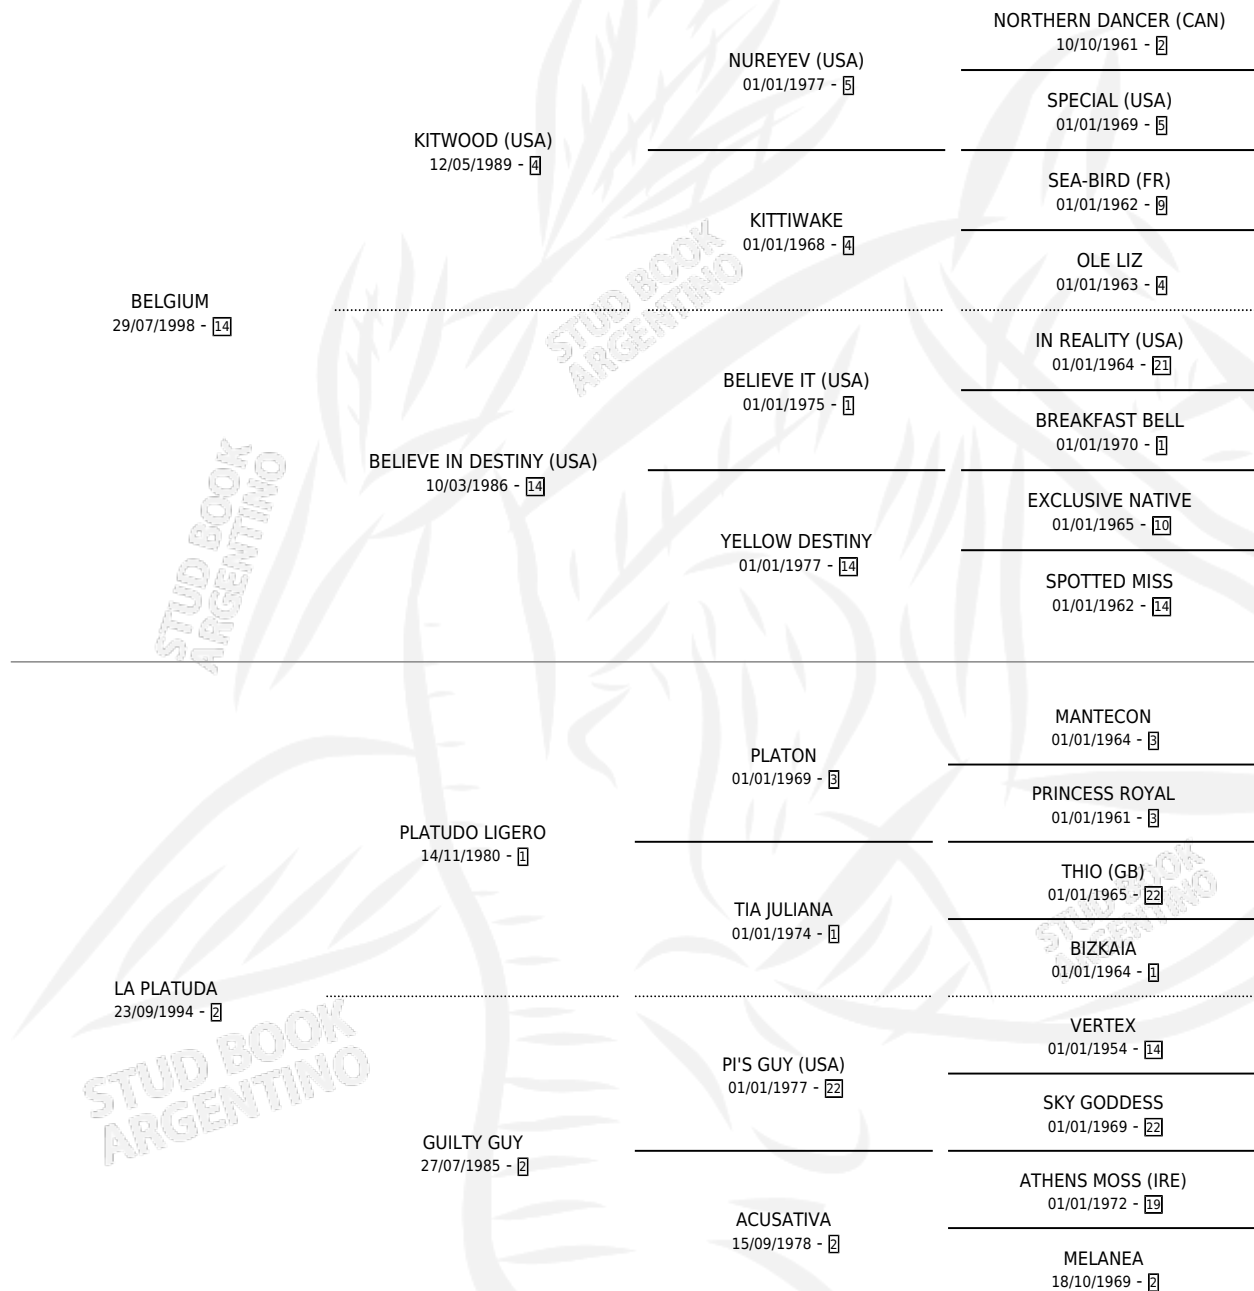 NORTHERN DANCER (CAN)
10/10/1961 - 2
NUREYEV (USA)
01/01/1977 - 5
SPECIAL (USA)
01/01/1969 - 5
KITWOOD (USA)
12/05/1989 - 4
SEA-BIRD (FR)
01/01/1962 - 9
KITTIWAKE
01/01/1968 - 4
OLE LIZ
01/01/1963 - 4
BELGIUM
29/07/1998 - 14
IN REALITY (USA)
01/01/1964 - 21
BELIEVE IT (USA)
01/01/1975 - 1
BREAKFAST BELL
01/01/1970 - 1
BELIEVE IN DESTINY (USA)
10/03/1986 - 14
EXCLUSIVE NATIVE
01/01/1965 - 10
YELLOW DESTINY
01/01/1977 - 14
SPOTTED MISS
01/01/1962 - 14
STUD BOOK
ARGENTINO
STUD BOOK
ARGENTINO
MANTECON
01/01/1964 - 3
PLATON
01/01/1969 - 3
PRINCESS ROYAL
01/01/1961 - 3
PLATUDO LIGERO
14/11/1980 - 1
THIO (GB)
01/01/1965 - 22
TIA JULIANA
01/01/1974 - 1
BIZKAIA
01/01/1964 - 1
LA PLATUDA
23/09/1994 - 2
VERTEX
01/01/1954 - 14
PI'S GUY (USA)
01/01/1977 - 22
SKY GODDESS
01/01/1969 - 22
GUILTY GUY
27/07/1985 - 2
ATHENS MOSS (IRE)
01/01/1972 - 19
ACUSATIVA
15/09/1978 - 2
MELANEA
18/10/1969 - 2
STUD BOOK
ARGENTINO
STUD BOOK
ARGENTINO